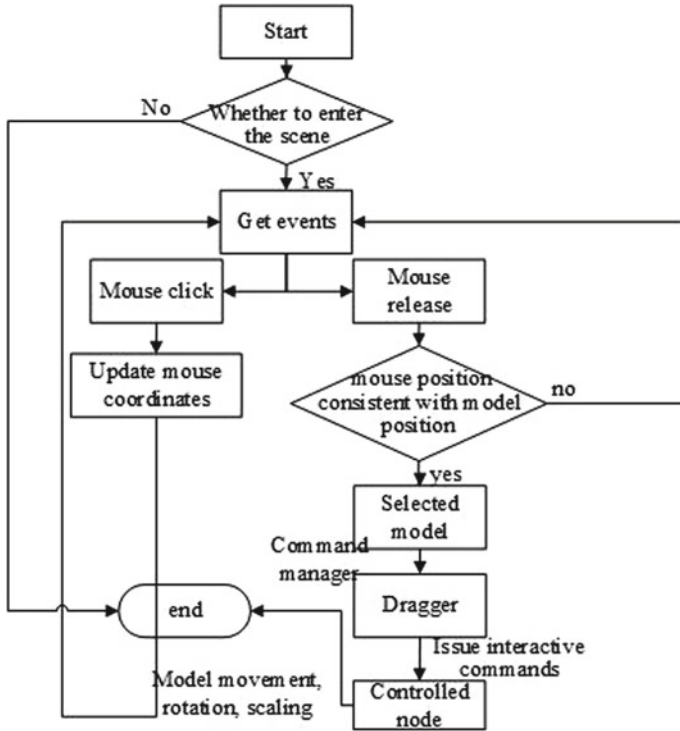 Start
No
Whether to enter
the scene
Yes
Get events
Mouse click
Mouse
release
Update mouse
coordinates
mouse position
consistent with model
position
no
yes
Selected
model
Command
manager
end
Dragger
Issue interactive
commands
Model movement,
rotation, scaling
Controlled
node